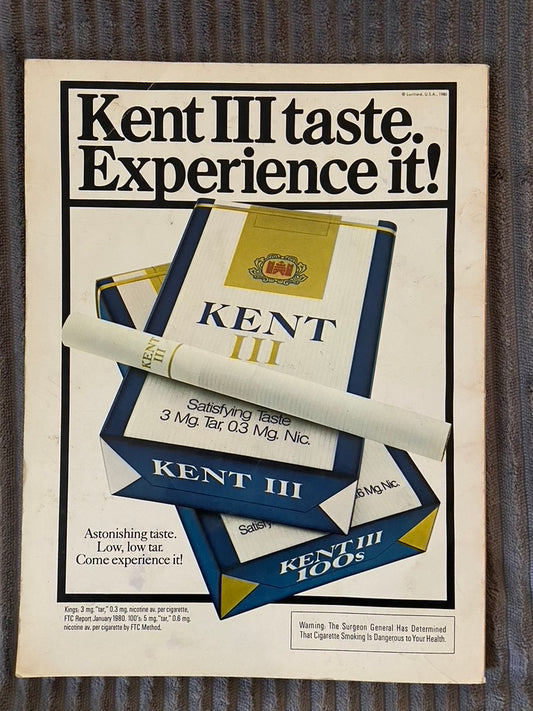 © Lorillard, U.S.A., 1980
Kent III taste.
Experience it!
KENT
III
KENT
III
Satisfying Taste
3 Mg. Tar, 0.3 Mg. Nic.
KENT III
.6 Mg. Nic.
Satisfy
KENT III
100s
Astonishing taste.
Low, low tar.
Come experience it!
Kings: 3 mg. "tar," 0.3 mg. nicotine av. per cigarette,
FTC Report January 1980. 100's: 5 mg. "tar," 0.6 mg.
nicotine av. per cigarette by FTC Method.
Warning: The Surgeon General Has Determined
That Cigarette Smoking Is Dangerous to Your Health.